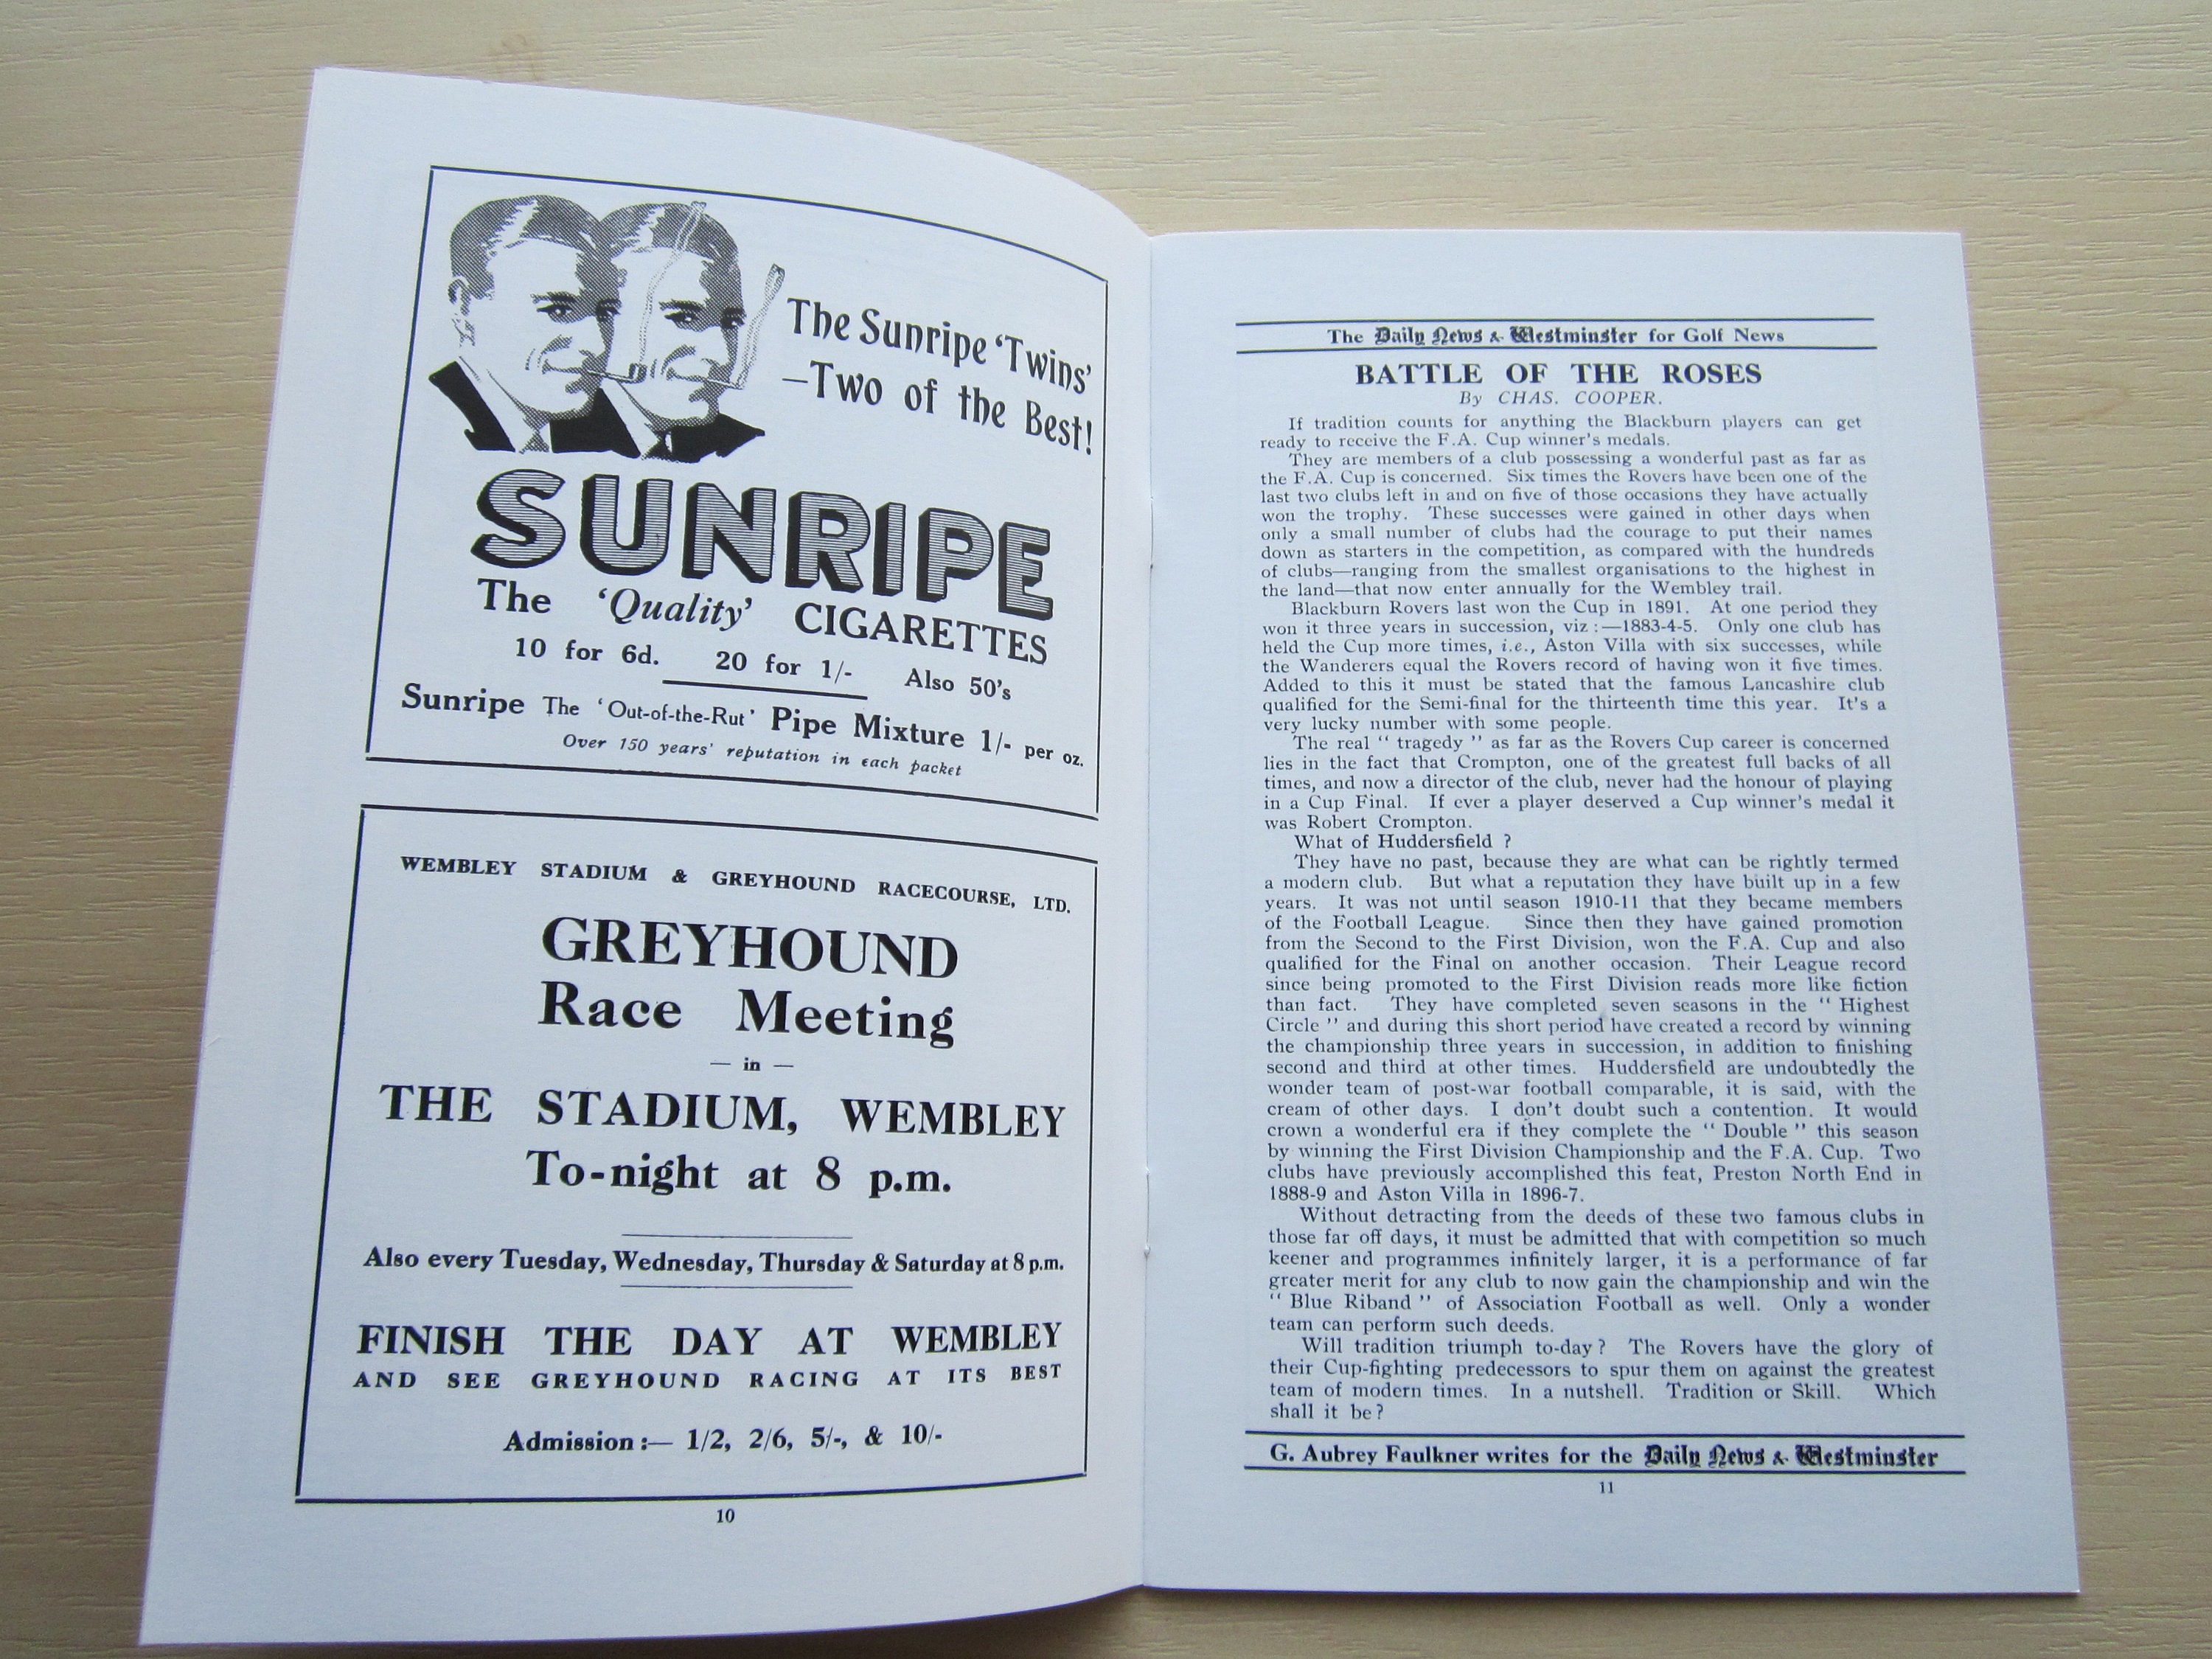 The Sunripe 'Twins'
–Two of the Best!
SUNRIPE
The 'Quality' CIGARETTES
10 for 6d. 20 for 1/- Also 50's
Sunripe The 'Out-of-the-Rut' Pipe Mixture 1/- per oz.
Over 150 years' reputation in each packet
WEMBLEY STADIUM & GREYHOUND RACECOURSE, LTD.
GREYHOUND
Race Meeting
— in —
THE STADIUM, WEMBLEY
To-night at 8 p.m.
Also every Tuesday, Wednesday, Thursday & Saturday at 8 p.m.
FINISH THE DAY AT WEMBLEY
AND SEE GREYHOUND RACING AT ITS BEST
Admission :— 1/2, 2/6, 5/-, & 10/-
10
The Daily News & Westminster for Golf News
BATTLE OF THE ROSES
By CHAS. COOPER.
If tradition counts for anything the Blackburn players can get
ready to receive the F.A. Cup winner's medals.
They are members of a club possessing a wonderful past as far as
the F.A. Cup is concerned. Six times the Rovers have been one of the
last two clubs left in and on five of those occasions they have actually
won the trophy. These successes were gained in other days when
only a small number of clubs had the courage to put their names
down as starters in the competition, as compared with the hundreds
of clubs—ranging from the smallest organisations to the highest in
the land—that now enter annually for the Wembley trail.
Blackburn Rovers last won the Cup in 1891. At one period they
won it three years in succession, viz :—1883-4-5. Only one club has
held the Cup more times, i.e., Aston Villa with six successes, while
the Wanderers equal the Rovers record of having won it five times.
Added to this it must be stated that the famous Lancashire club
qualified for the Semi-final for the thirteenth time this year. It's a
very lucky number with some people.
The real " tragedy " as far as the Rovers Cup career is concerned
lies in the fact that Crompton, one of the greatest full backs of all
times, and now a director of the club, never had the honour of playing
in a Cup Final. If ever a player deserved a Cup winner's medal it
was Robert Crompton.
What of Huddersfield ?
They have no past, because they are what can be rightly termed
a modern club. But what a reputation they have built up in a few
years. It was not until season 1910-11 that they became members
of the Football League. Since then they have gained promotion
from the Second to the First Division, won the F.A. Cup and also
qualified for the Final on another occasion. Their League record
since being promoted to the First Division reads more like fiction
than fact. They have completed seven seasons in the " Highest
Circle " and during this short period have created a record by winning
the championship three years in succession, in addition to finishing
second and third at other times. Huddersfield are undoubtedly the
wonder team of post-war football comparable, it is said, with the
cream of other days. I don't doubt such a contention. It would
crown a wonderful era if they complete the " Double " this season
by winning the First Division Championship and the F.A. Cup. Two
clubs have previously accomplished this feat, Preston North End in
1888-9 and Aston Villa in 1896-7.
Without detracting from the deeds of these two famous clubs in
those far off days, it must be admitted that with competition so much
keener and programmes infinitely larger, it is a performance of far
greater merit for any club to now gain the championship and win the
" Blue Riband " of Association Football as well. Only a wonder
team can perform such deeds.
Will tradition triumph to-day ? The Rovers have the glory of
their Cup-fighting predecessors to spur them on against the greatest
team of modern times. In a nutshell. Tradition or Skill. Which
shall it be ?
G. Aubrey Faulkner writes for the Daily News & Westminster
11